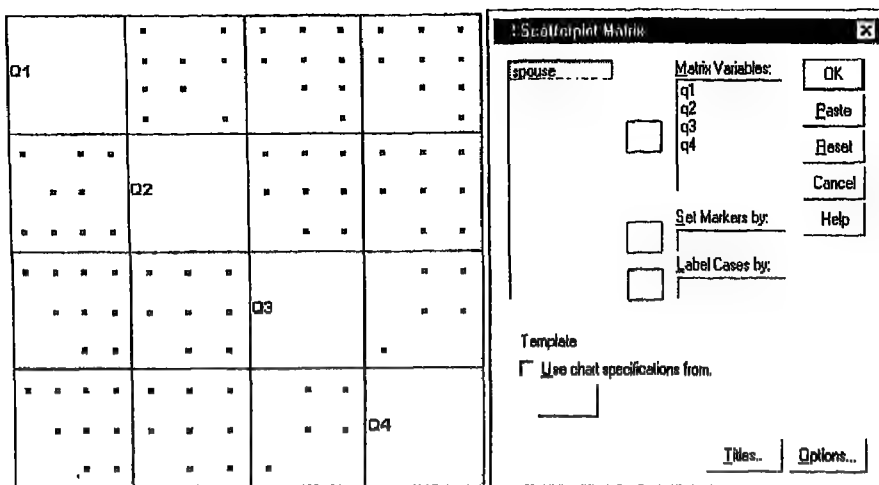 Q1
Q2
Q3
Q4
Scatterplot Matrix
spouse
Matrix Variables:
q1
q2
q3
q4
OK
Paste
Reset
Cancel
Help
Set Markers by:
Label Cases by:
Template
Use chart specifications from.
Titles..
Options...